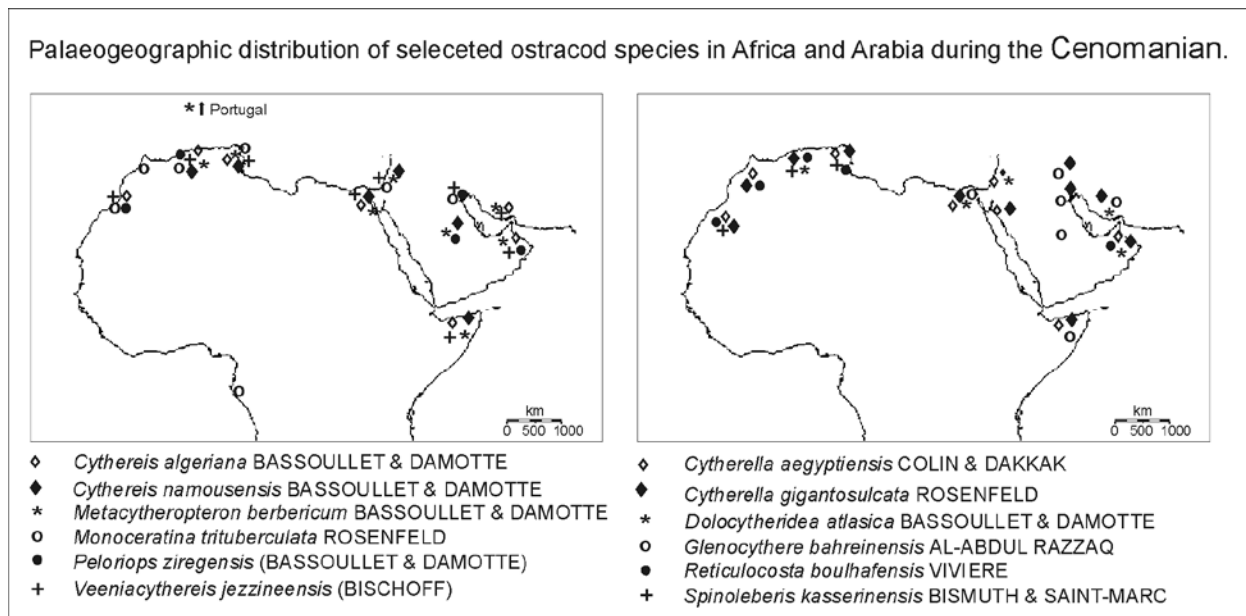 Palaeogeographic distribution of seleceted ostracod species in Africa and Arabia during the Cenomanian.
* ↑ Portugal
km
0 500 1000
◇ Cythereis algeriana BASSOULLET & DAMOTTE
◆ Cythereis namousensis BASSOULLET & DAMOTTE
* Metacytheropteron berbericum BASSOULLET & DAMOTTE
o Monoceratina trituberculata ROSENFELD
● Peloriops ziregensis (BASSOULLET & DAMOTTE)
+ Veeniacythereis jezzineensis (BISCHOFF)
km
0 500 1000
◇ Cytherella aegyptiensis COLIN & DAKKAK
◆ Cytherella gigantosulcata ROSENFELD
* Dolocytheridea atlasica BASSOULLET & DAMOTTE
o Glenocythere bahreinensis AL-ABDUL RAZZAQ
● Reticulocosta boulhafensis VIVIERE
+ Spinoleberis kasserinensis BISMUTH & SAINT-MARC